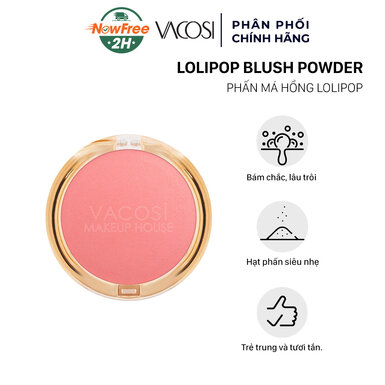 NowFree
2H
VACOSI
PHÂN PHỐI
CHÍNH HÃNG
LOLIPOP BLUSH POWDER
PHẤN MÁ HỒNG LOLIPOP
Bám chắc, lâu trôi
VACOSI
MAKEUP HOUSE
Hạt phấn siêu nhẹ
Trẻ trung và tươi tắn.